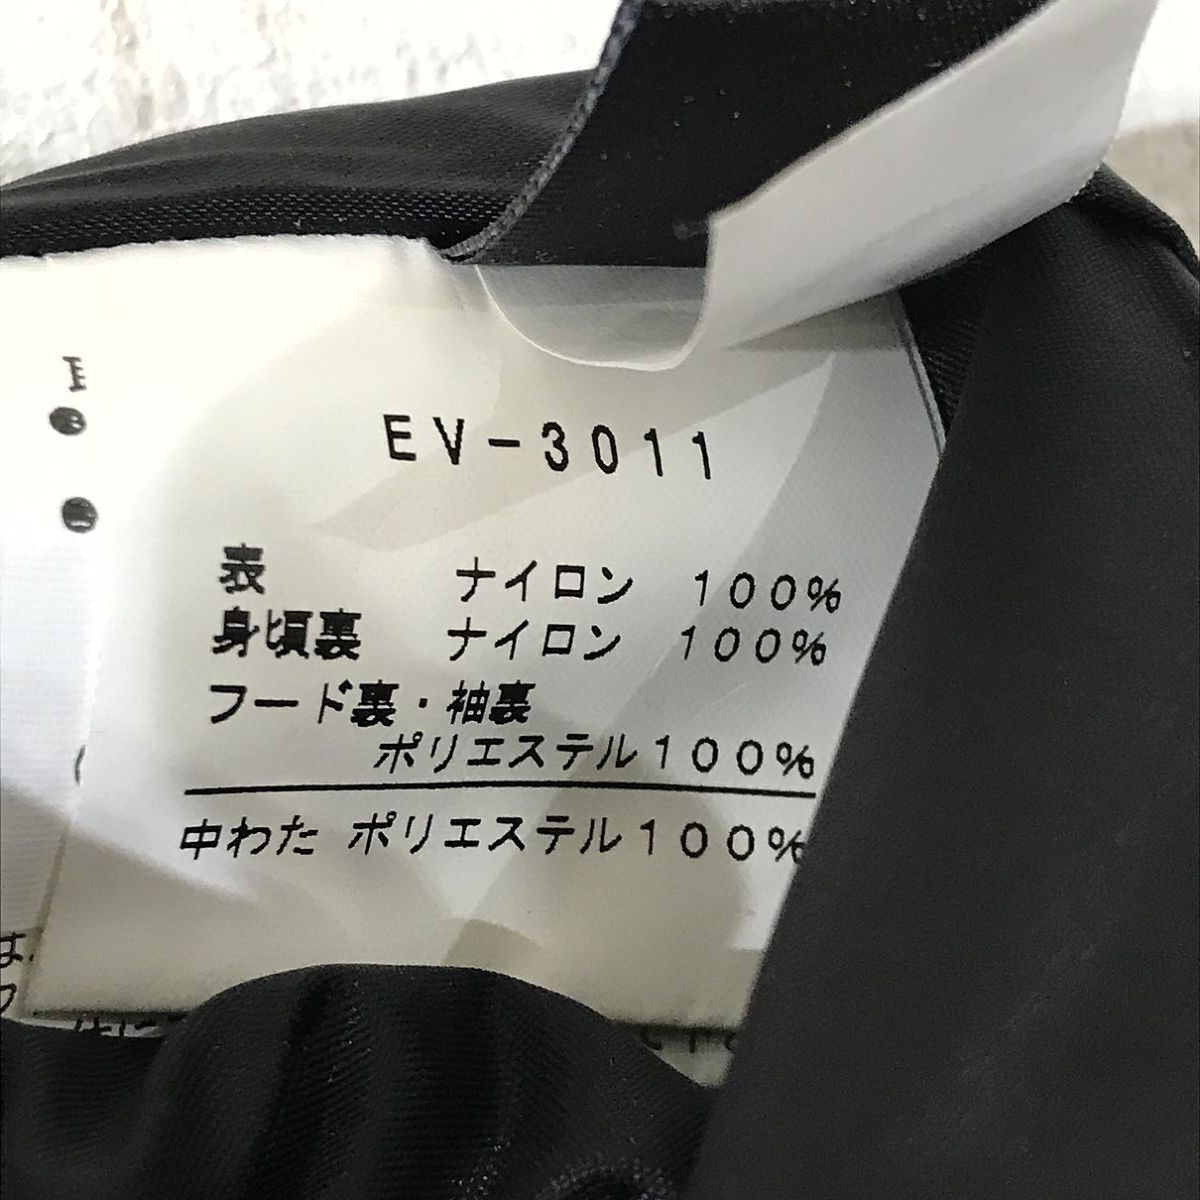 EV-3011
表 ナイロン 100%
身頃裏 ナイロン 100%
フード裏・袖裏
ポリエステル100%
中わた ポリエステル100%